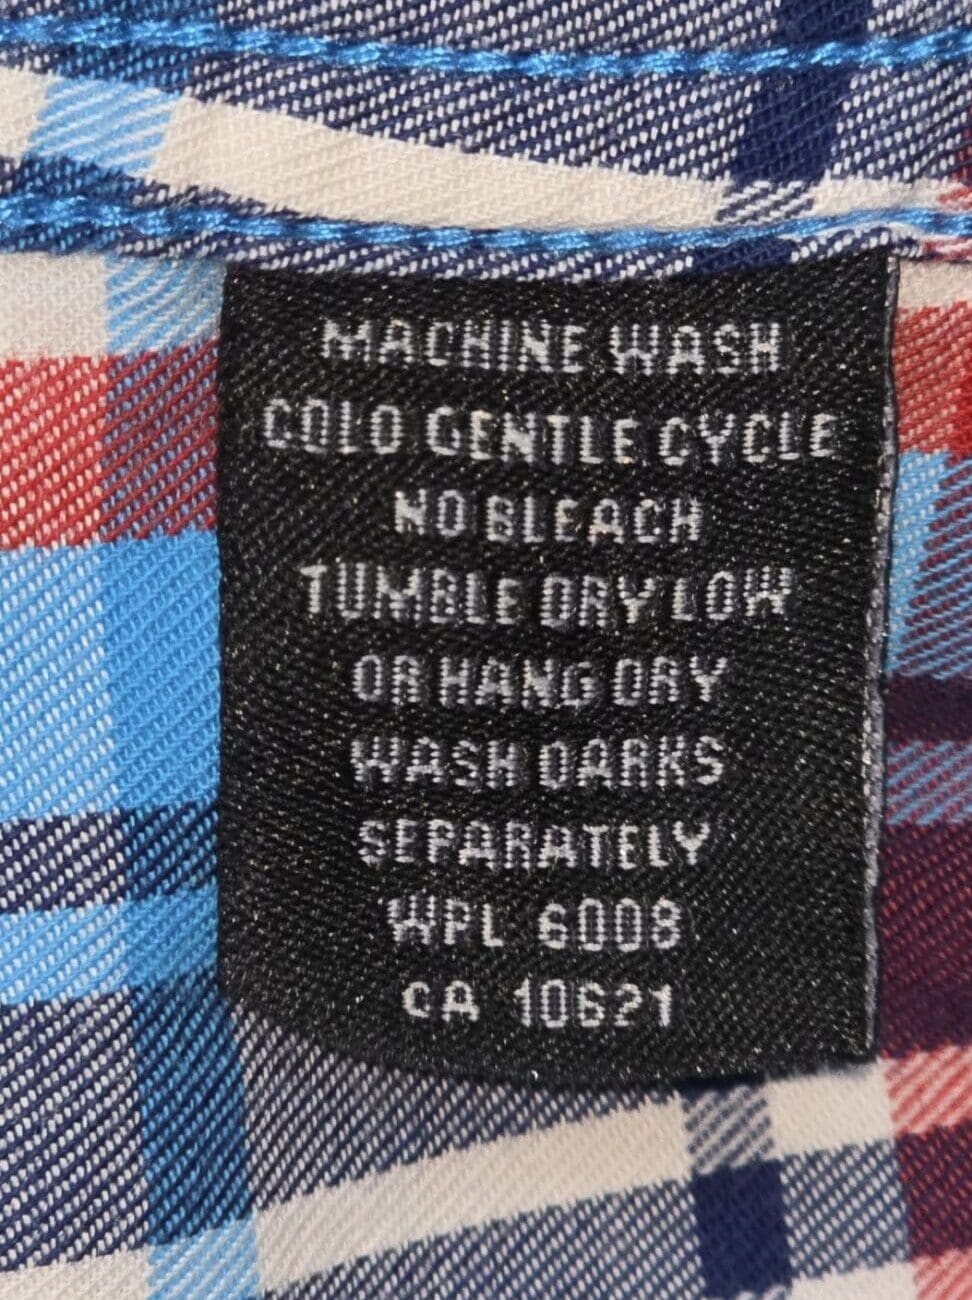 MACHINE WASH
COLD GENTLE CYCLE
NO BLEACH
TUMBLE DRY LOW
OR HANG DRY
WASH DARKS
SEPARATELY
WPL 6008
CA 10621